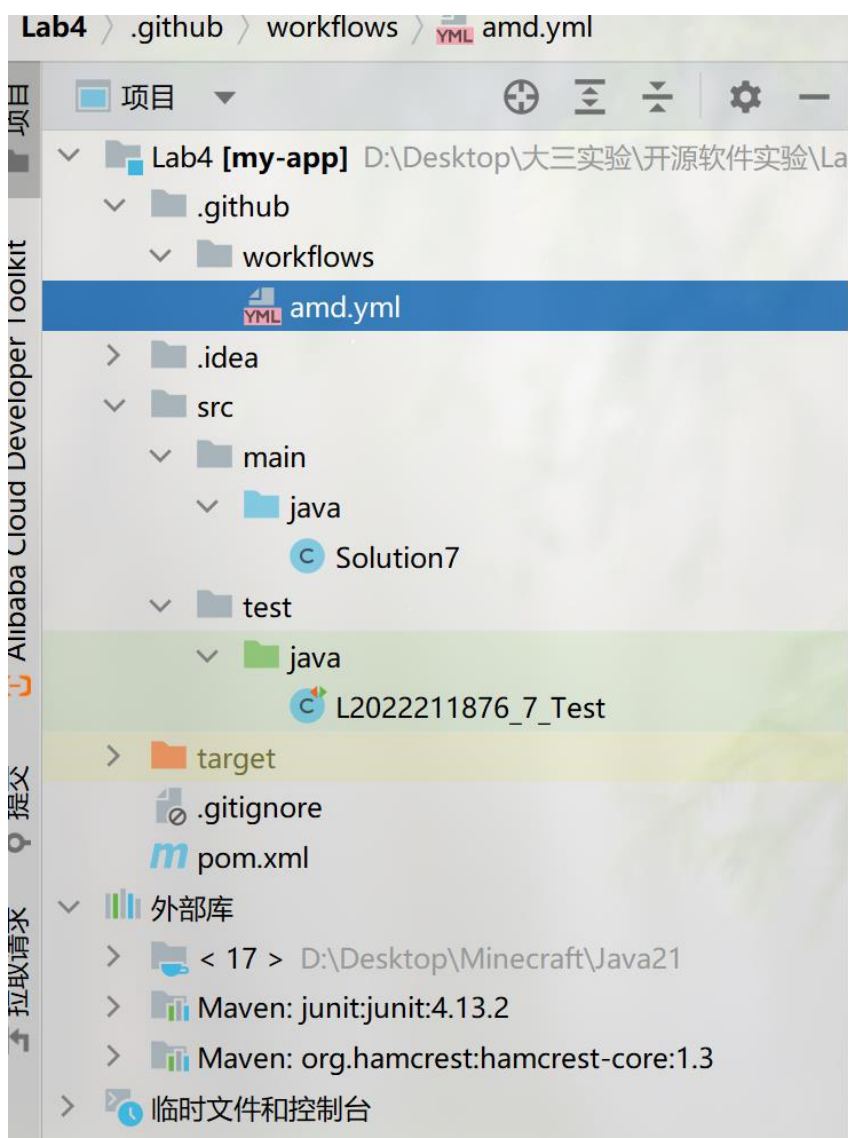 Lab4 〉 .github 〉 workflows 〉 YML amd.yml
项目
项目
Lab4 [my-app] D:\Desktop\大三实验\开源软件实验\La
.github
workflows
YML amd.yml
.idea
src
main
java
C Solution7
test
java
C L2022211876_7_Test
target
.gitignore
m pom.xml
外部库
< 17 > D:\Desktop\Minecraft\Java21
Maven: junit:junit:4.13.2
Maven: org.hamcrest:hamcrest-core:1.3
临时文件和控制台
Alibaba Cloud Developer Toolkit
提交
拉取请求